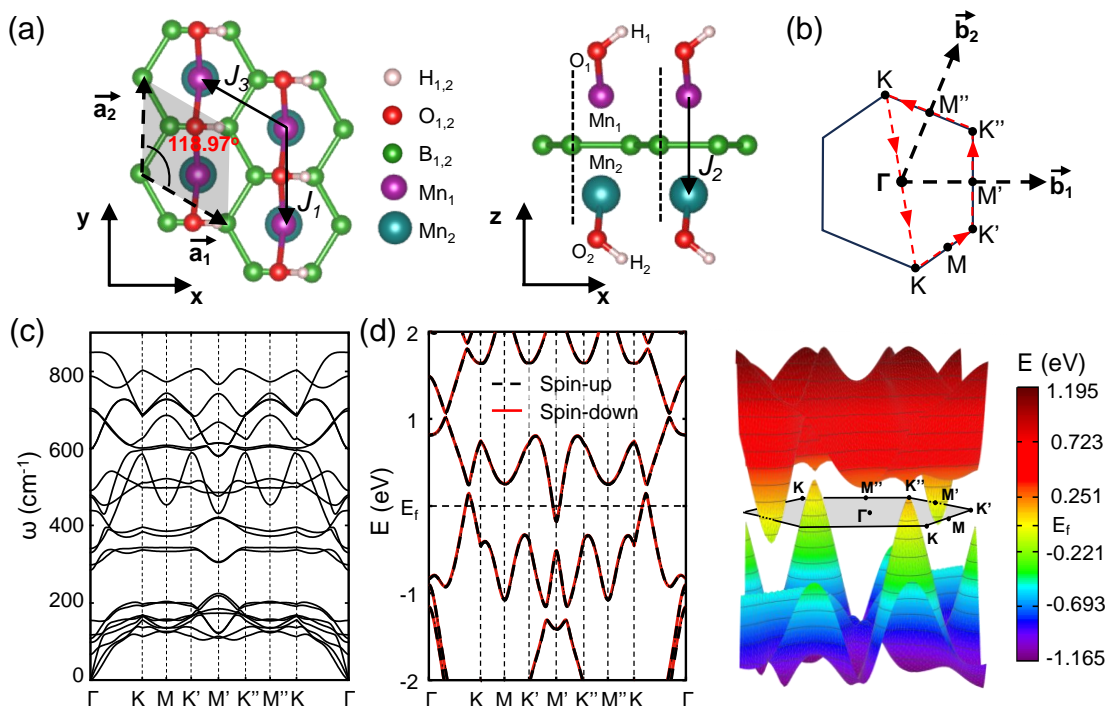 (a)
J3
a2
118.97°
J1
a1
y
x
H1,2
O1,2
B1,2
Mn1
Mn2
H1
O1
Mn1
Mn2
J2
O2
H2
z
x
(b)
b2
K
M''
K''
Γ
M'
b1
K'
M
K
(c)
ω (cm-1)
800
600
400
200
0
Γ K M K' M' K'' M'' K Γ
(d)
E (eV)
2
1
Ef
-1
-2
Spin-up
Spin-down
Γ K M K' M' K'' M'' K Γ
K
M''
K''
M'
K'
Γ
M
K
E (eV)
1.195
0.723
0.251
Ef
-0.221
-0.693
-1.165